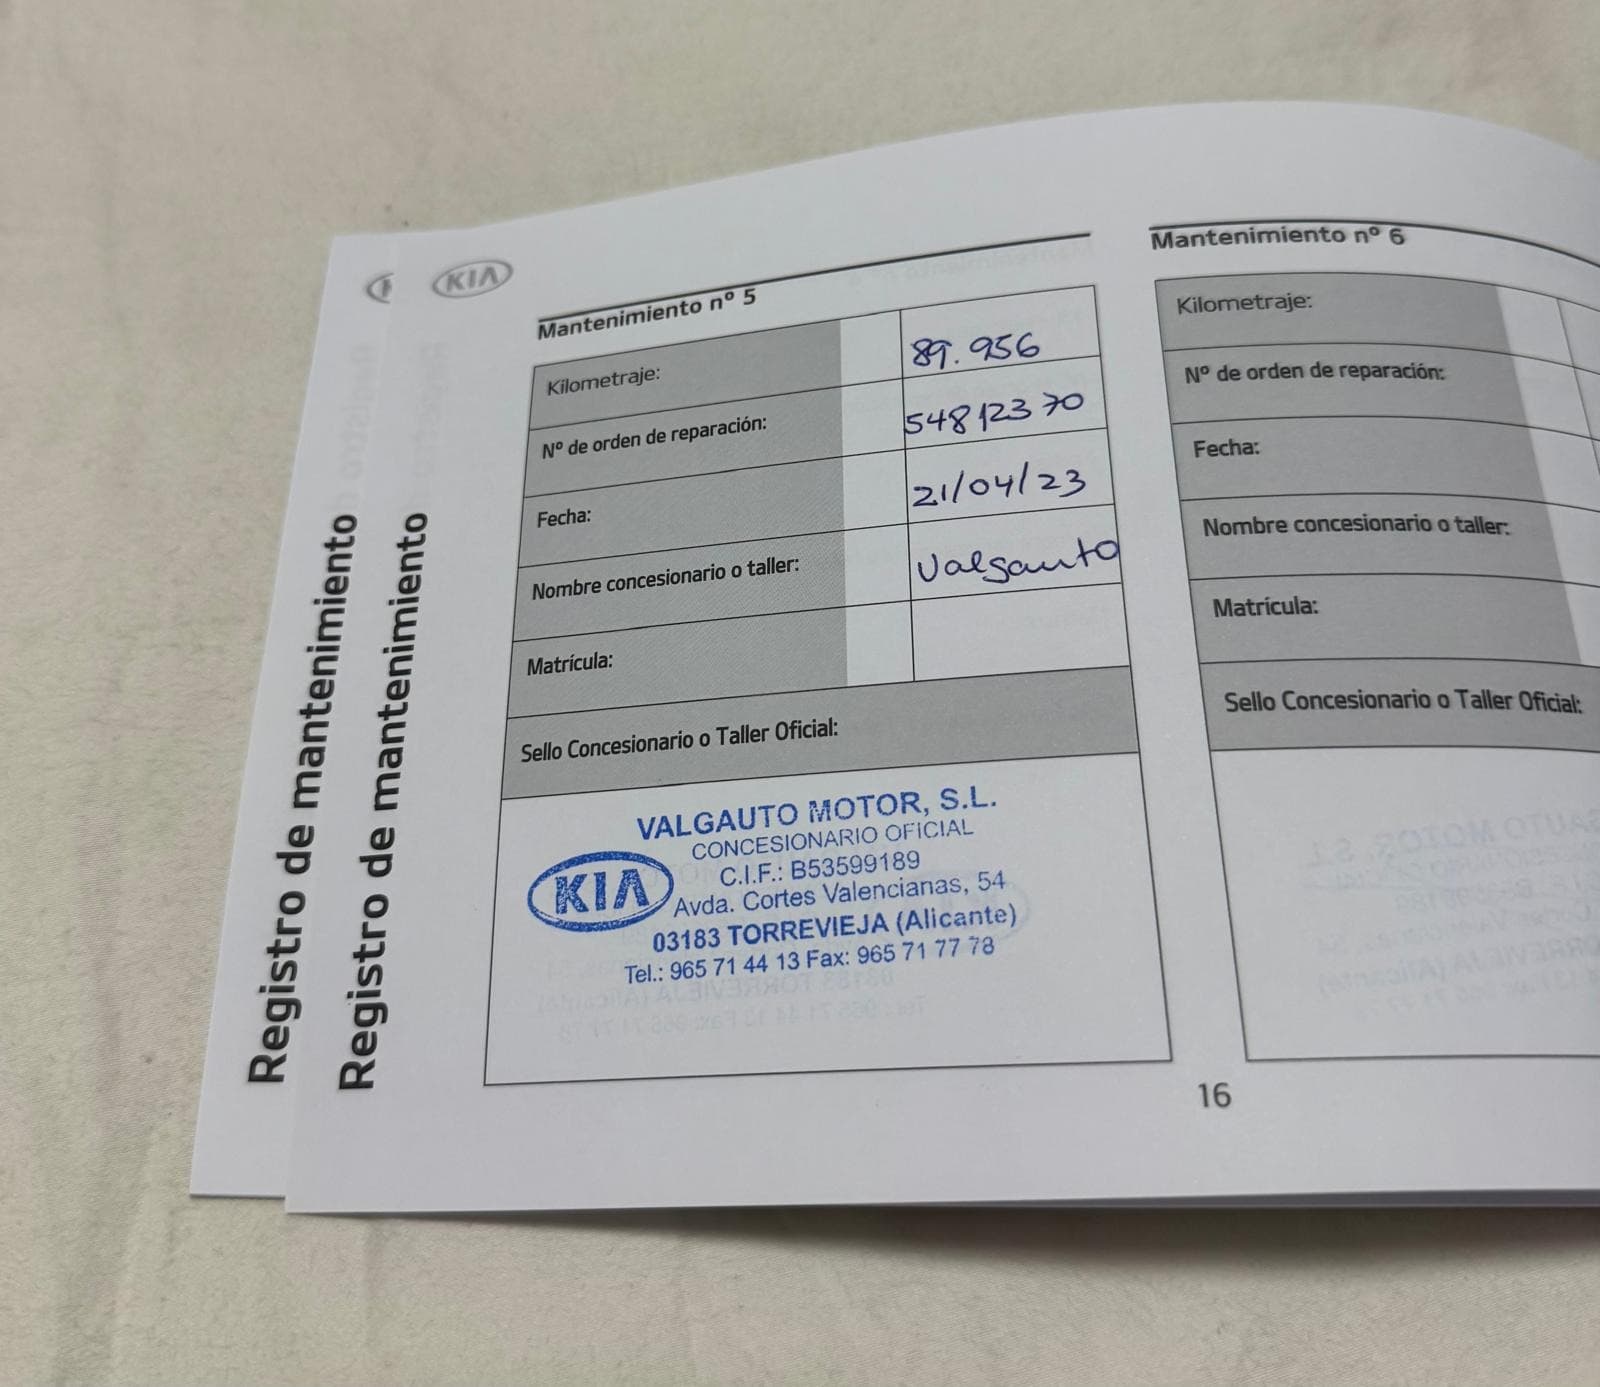 KIA
Registro de mantenimiento
Registro de mantenimiento
Mantenimiento nº 5
Kilometraje: 89.956
Nº de orden de reparación: 54812370
Fecha: 21/04/23
Nombre concesionario o taller: Valgauto
Matrícula:
Sello Concesionario o Taller Oficial:
VALGAUTO MOTOR, S.L.
CONCESIONARIO OFICIAL
C.I.F.: B53599189
KIA
Avda. Cortes Valencianas, 54
03183 TORREVIEJA (Alicante)
Tel.: 965 71 44 13 Fax: 965 71 77 78
Mantenimiento nº 6
Kilometraje:
Nº de orden de reparación:
Fecha:
Nombre concesionario o taller:
Matrícula:
Sello Concesionario o Taller Oficial:
16